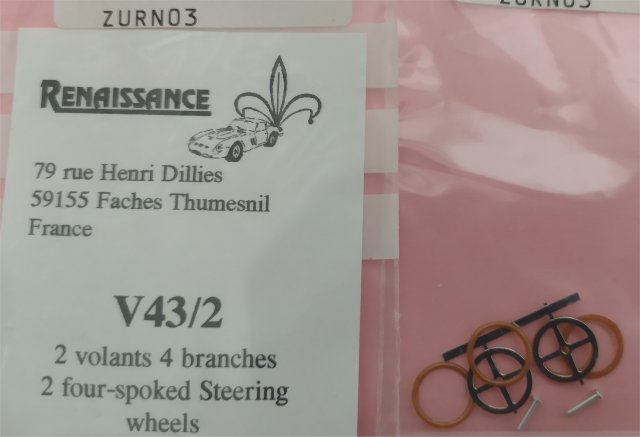 ZURN03
ZURN03
RENAISSANCE
79 rue Henri Dillies
59155 Faches Thumesnil
France
V43/2
2 volants 4 branches
2 four-spoked Steering
wheels